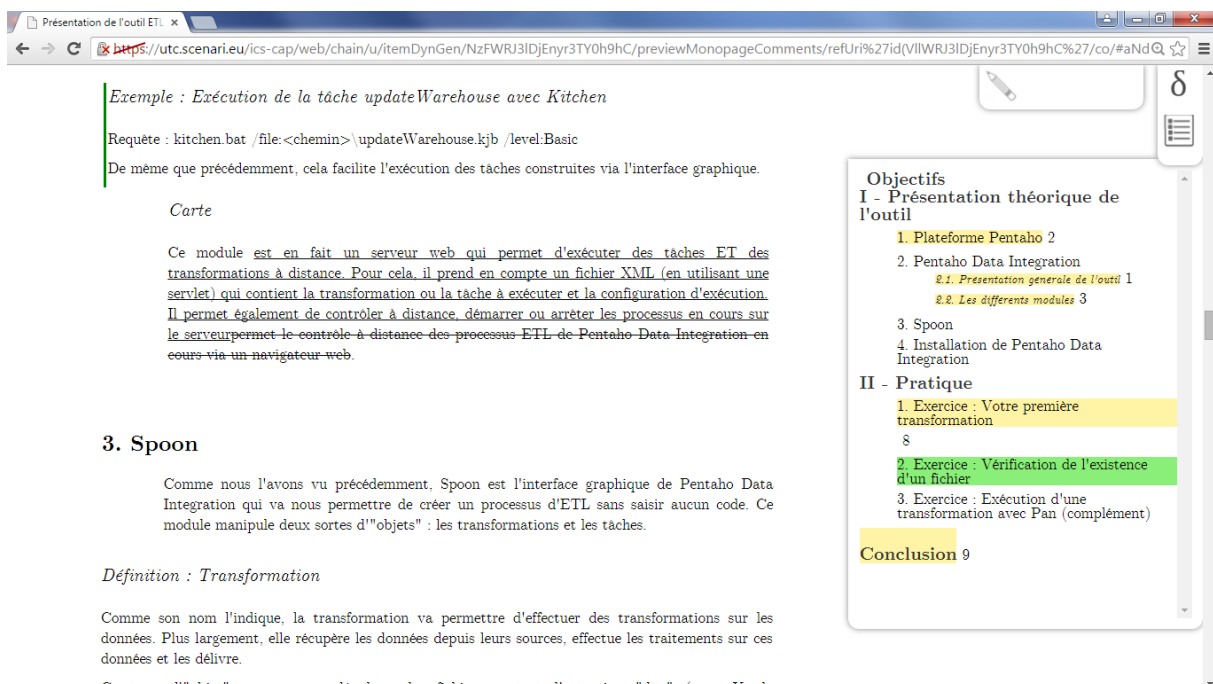 Présentation de l'outil ETL
https://utc.scenari.eu/ics-cap/web/chain/u/itemDynGen/NzFWRJ3lDjEnyr3TY0h9hC/previewMonopageComments/refUri%27id(VllWRJ3lDjEnyr3TY0h9hC%27/co/#aNd
Exemple : Exécution de la tâche updateWarehouse avec Kitchen
Requête : kitchen.bat /file:<chemin>\updateWarehouse.kjb /level:Basic
De même que précédemment, cela facilite l'exécution des tâches construites via l'interface graphique.
Carte
Ce module est en fait un serveur web qui permet d'exécuter des tâches ET des
transformations à distance. Pour cela, il prend en compte un fichier XML (en utilisant une
servlet) qui contient la transformation ou la tâche à exécuter et la configuration d'exécution.
Il permet également de contrôler à distance, démarrer ou arrêter les processus en cours sur
le serveurpermet le contrôle à distance des processus ETL de Pentaho Data Integration en
cours via un navigateur web.
3. Spoon
Comme nous l'avons vu précédemment, Spoon est l'interface graphique de Pentaho Data
Integration qui va nous permettre de créer un processus d'ETL sans saisir aucun code. Ce
module manipule deux sortes d'"objets" : les transformations et les tâches.
Définition : Transformation
Comme son nom l'indique, la transformation va permettre d'effectuer des transformations sur les
données. Plus largement, elle récupère les données depuis leurs sources, effectue les traitements sur ces
données et les délivre.
δ
Objectifs
I - Présentation théorique de
l'outil
1. Plateforme Pentaho 2
2. Pentaho Data Integration
2.1. Présentation générale de l'outil 1
2.2. Les différents modules 3
3. Spoon
4. Installation de Pentaho Data
Integration
II - Pratique
1. Exercice : Votre première
transformation
8
2. Exercice : Vérification de l'existence
d'un fichier
3. Exercice : Exécution d'une
transformation avec Pan (complément)
Conclusion 9